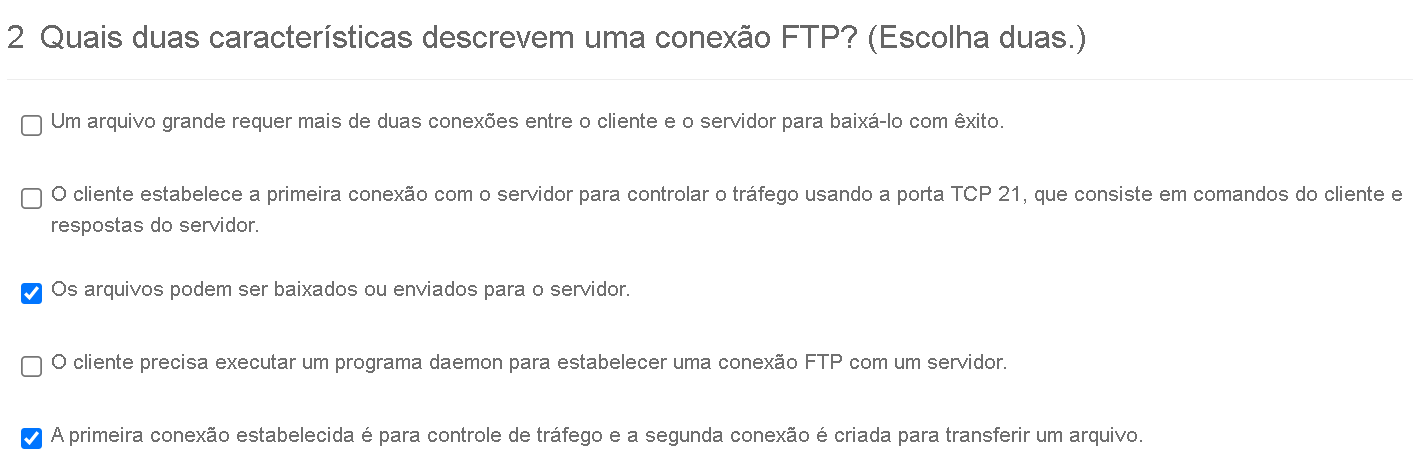 2 Quais duas características descrevem uma conexão FTP? (Escolha duas.)
Um arquivo grande requer mais de duas conexões entre o cliente e o servidor para baixá-lo com êxito.
O cliente estabelece a primeira conexão com o servidor para controlar o tráfego usando a porta TCP 21, que consiste em comandos do cliente e
respostas do servidor.
Os arquivos podem ser baixados ou enviados para o servidor.
O cliente precisa executar um programa daemon para estabelecer uma conexão FTP com um servidor.
A primeira conexão estabelecida é para controle de tráfego e a segunda conexão é criada para transferir um arquivo.